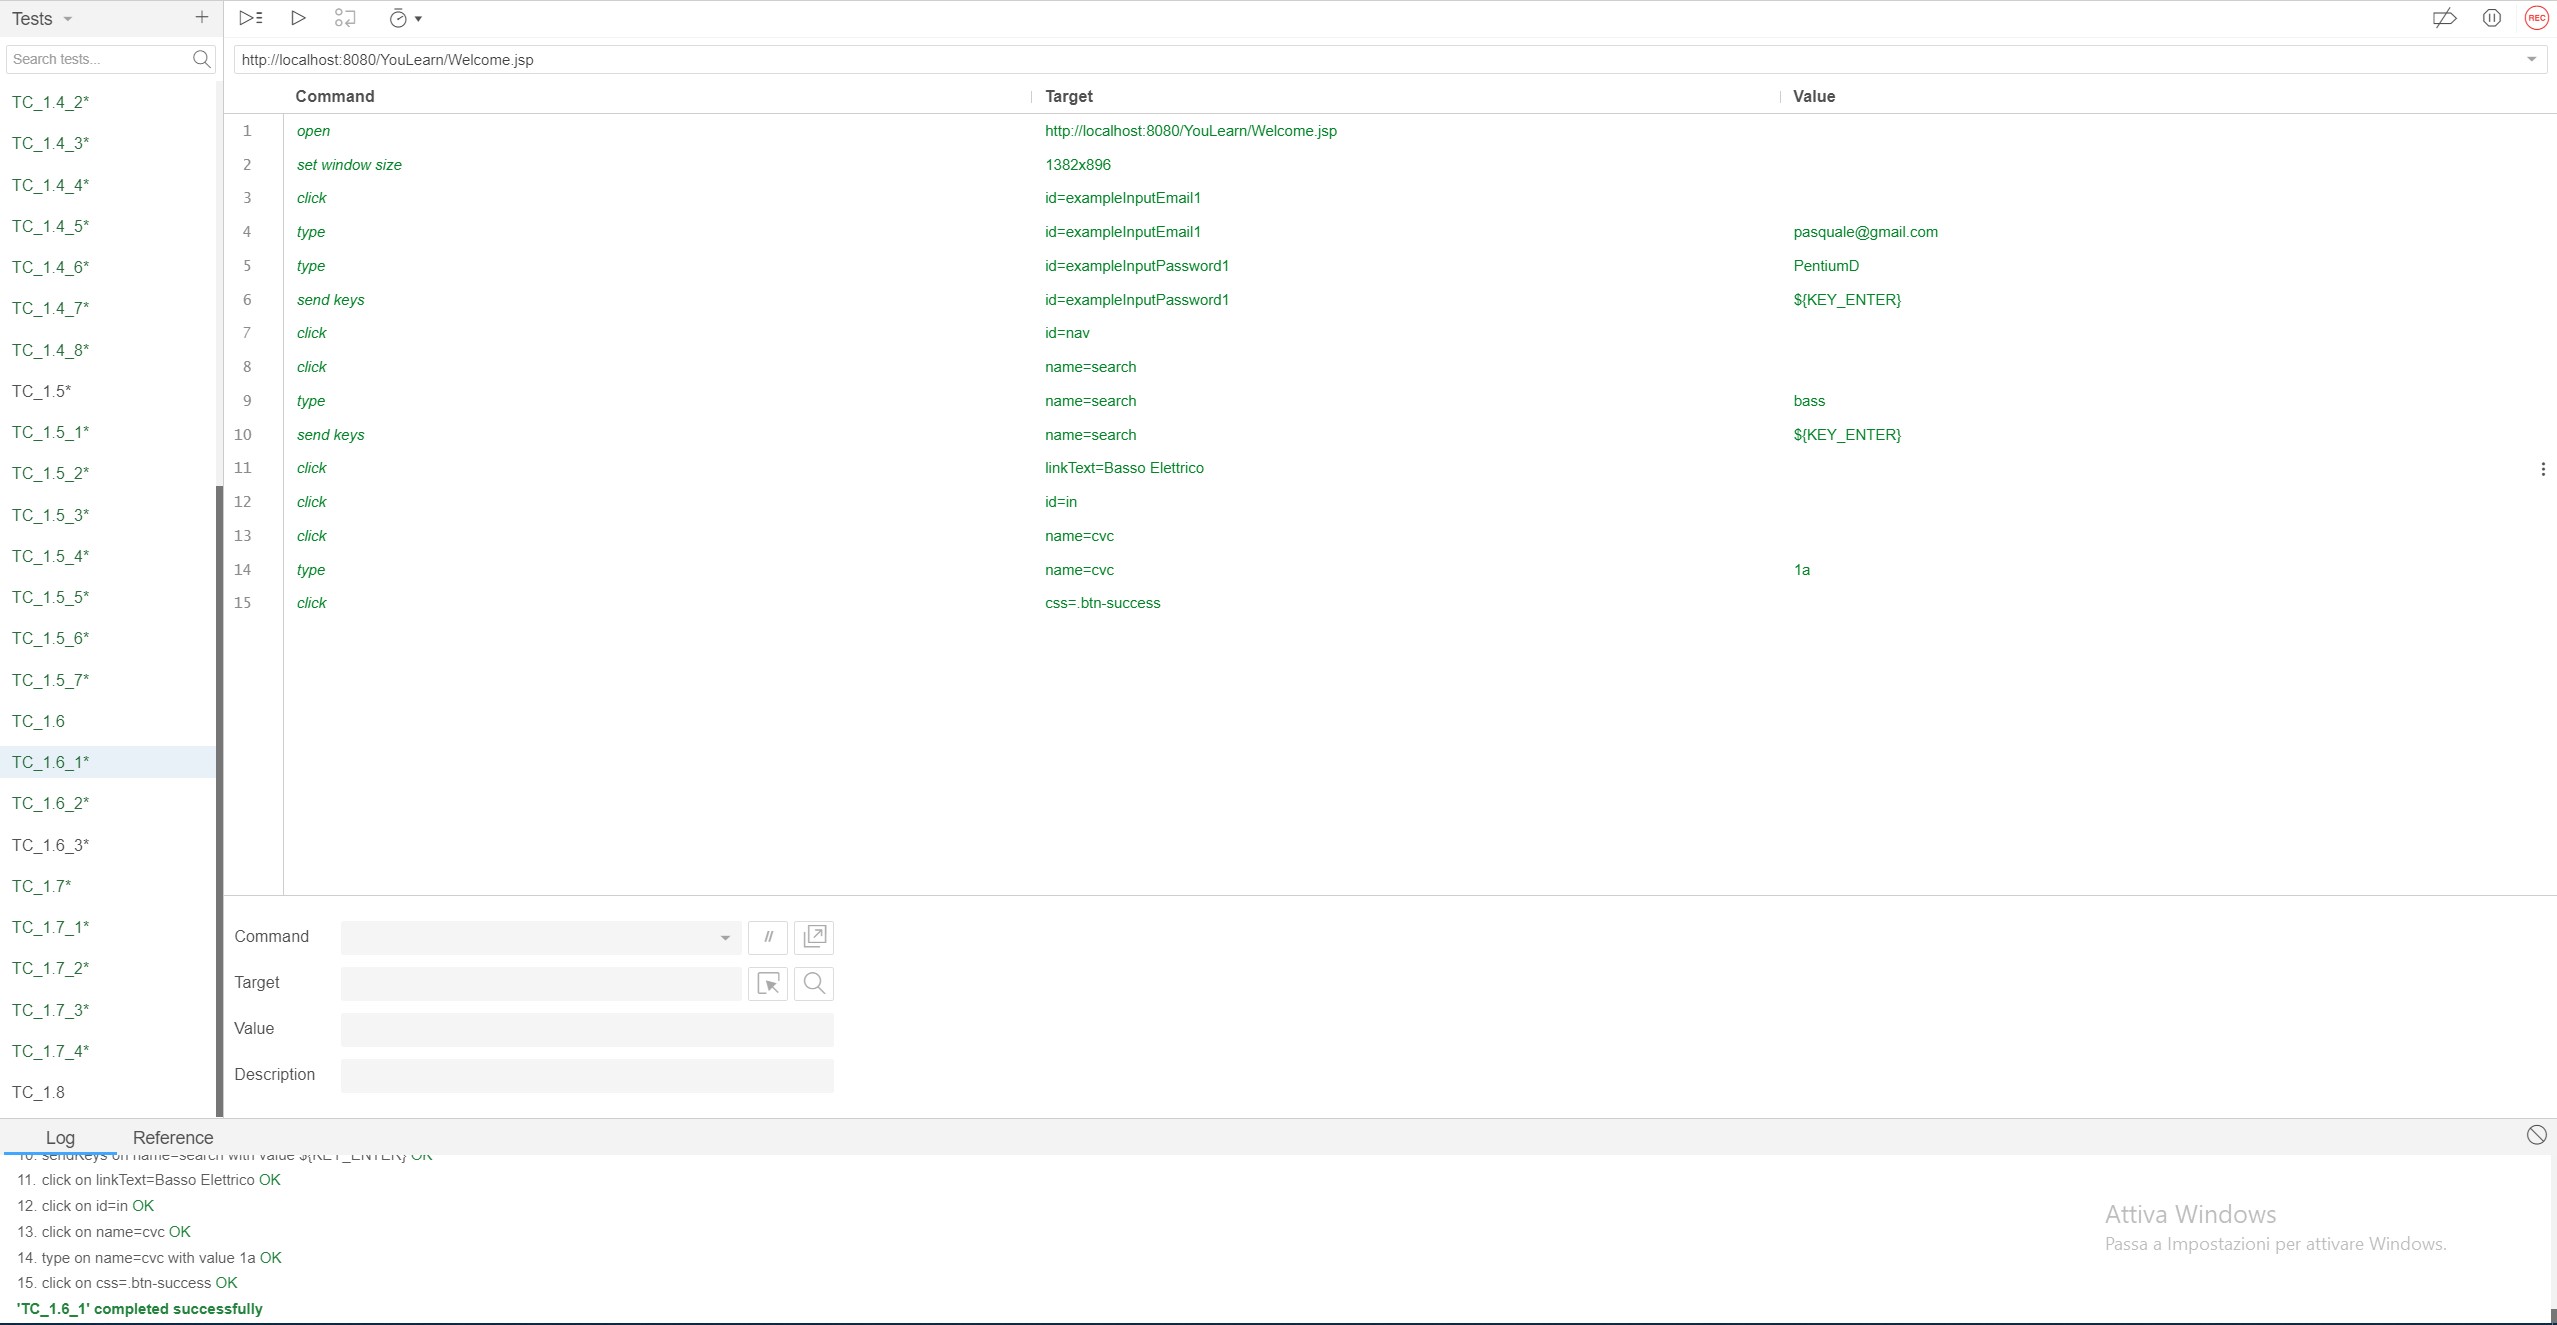 Tests
Search tests...
http://localhost:8080/YouLearn/Welcome.jsp
REC
Command Target Value
1 open http://localhost:8080/YouLearn/Welcome.jsp
2 set window size 1382x896
3 click id=exampleInputEmail1
4 type id=exampleInputEmail1 pasquale@gmail.com
5 type id=exampleInputPassword1 PentiumD
6 send keys id=exampleInputPassword1 ${KEY_ENTER}
7 click id=nav
8 click name=search
9 type name=search bass
10 send keys name=search ${KEY_ENTER}
11 click linkText=Basso Elettrico
12 click id=in
13 click name=cvc
14 type name=cvc 1a
15 click css=.btn-success
TC_1.4_2*
TC_1.4_3*
TC_1.4_4*
TC_1.4_5*
TC_1.4_6*
TC_1.4_7*
TC_1.4_8*
TC_1.5*
TC_1.5_1*
TC_1.5_2*
TC_1.5_3*
TC_1.5_4*
TC_1.5_5*
TC_1.5_6*
TC_1.5_7*
TC_1.6
TC_1.6_1*
TC_1.6_2*
TC_1.6_3*
TC_1.7*
TC_1.7_1*
TC_1.7_2*
TC_1.7_3*
TC_1.7_4*
TC_1.8
Command //
Target
Value
Description
Log Reference
10. sendKeys on name=search with value ${KEY_ENTER} OK
11. click on linkText=Basso Elettrico OK
12. click on id=in OK
13. click on name=cvc OK
14. type on name=cvc with value 1a OK
15. click on css=.btn-success OK
'TC_1.6_1' completed successfully
Attiva Windows
Passa a Impostazioni per attivare Windows.